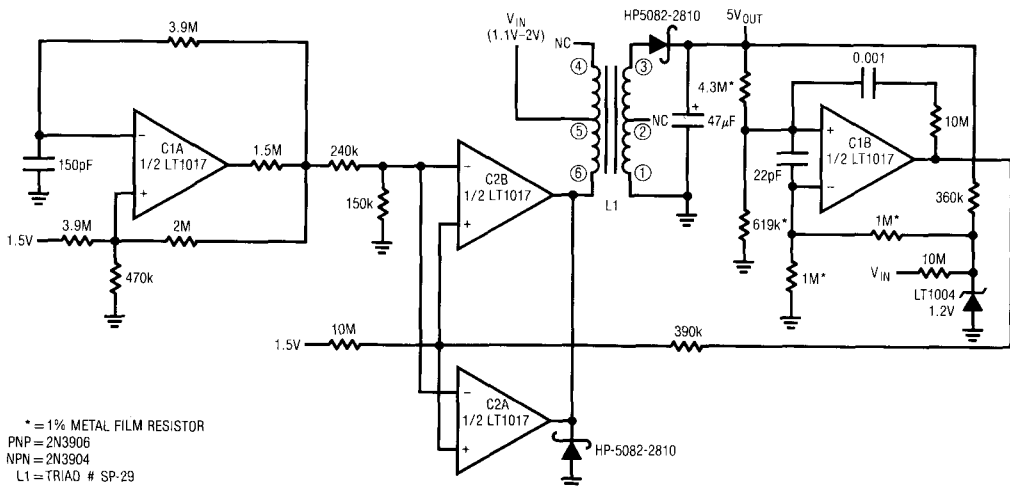 3.9M
C1A
1/2 LT1017
−
+
150pF
1.5M
240k
150k
1.5V
3.9M
2M
470k
VIN
(1.1V–2V)
NC
4
5
6
3
2
1
NC
L1
HP5082-2810
47µF
+
5VOUT
4.3M*
619k*
0.001
10M
C1B
1/2 LT1017
+
−
22pF
360k
1M*
1M*
VIN
10M
LT1004
1.2V
−
C2B
1/2 LT1017
+
1.5V
10M
390k
−
C2A
1/2 LT1017
+
HP-5082-2810
* = 1% METAL FILM RESISTOR
PNP = 2N3906
NPN = 2N3904
L1 = TRIAD # SP-29